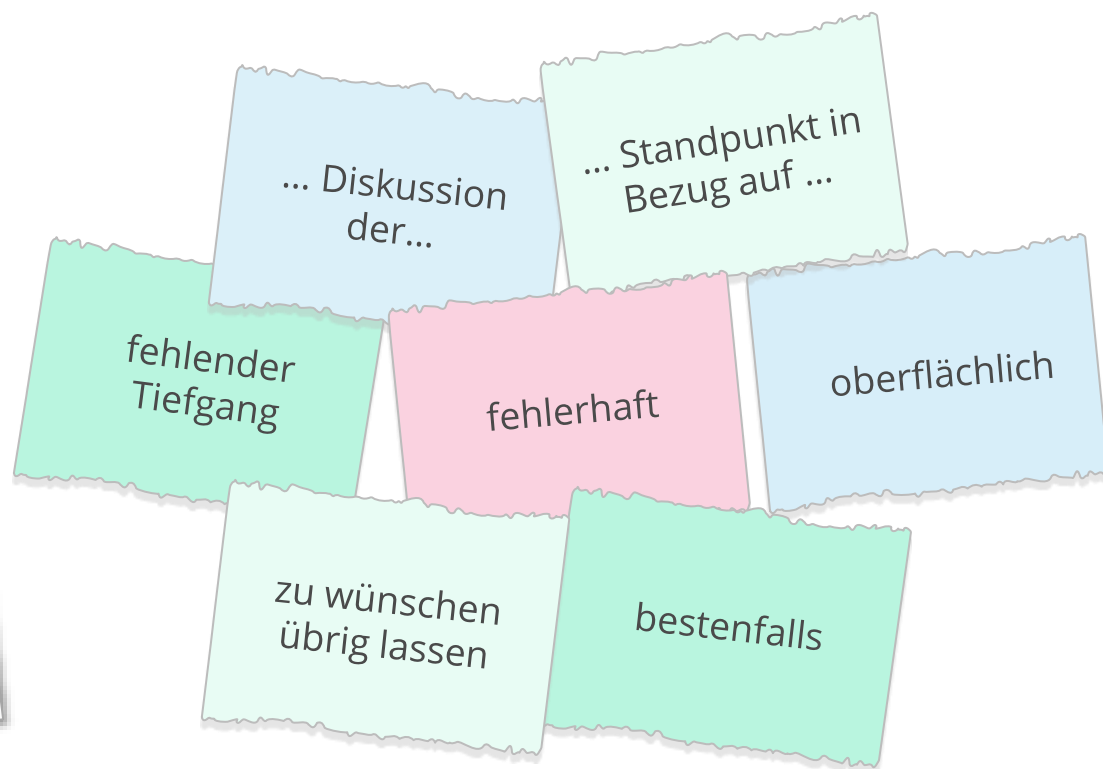 ... Diskussion
der...
... Standpunkt in
Bezug auf ...
fehlender
Tiefgang
fehlerhaft
oberflächlich
zu wünschen
übrig lassen
bestenfalls